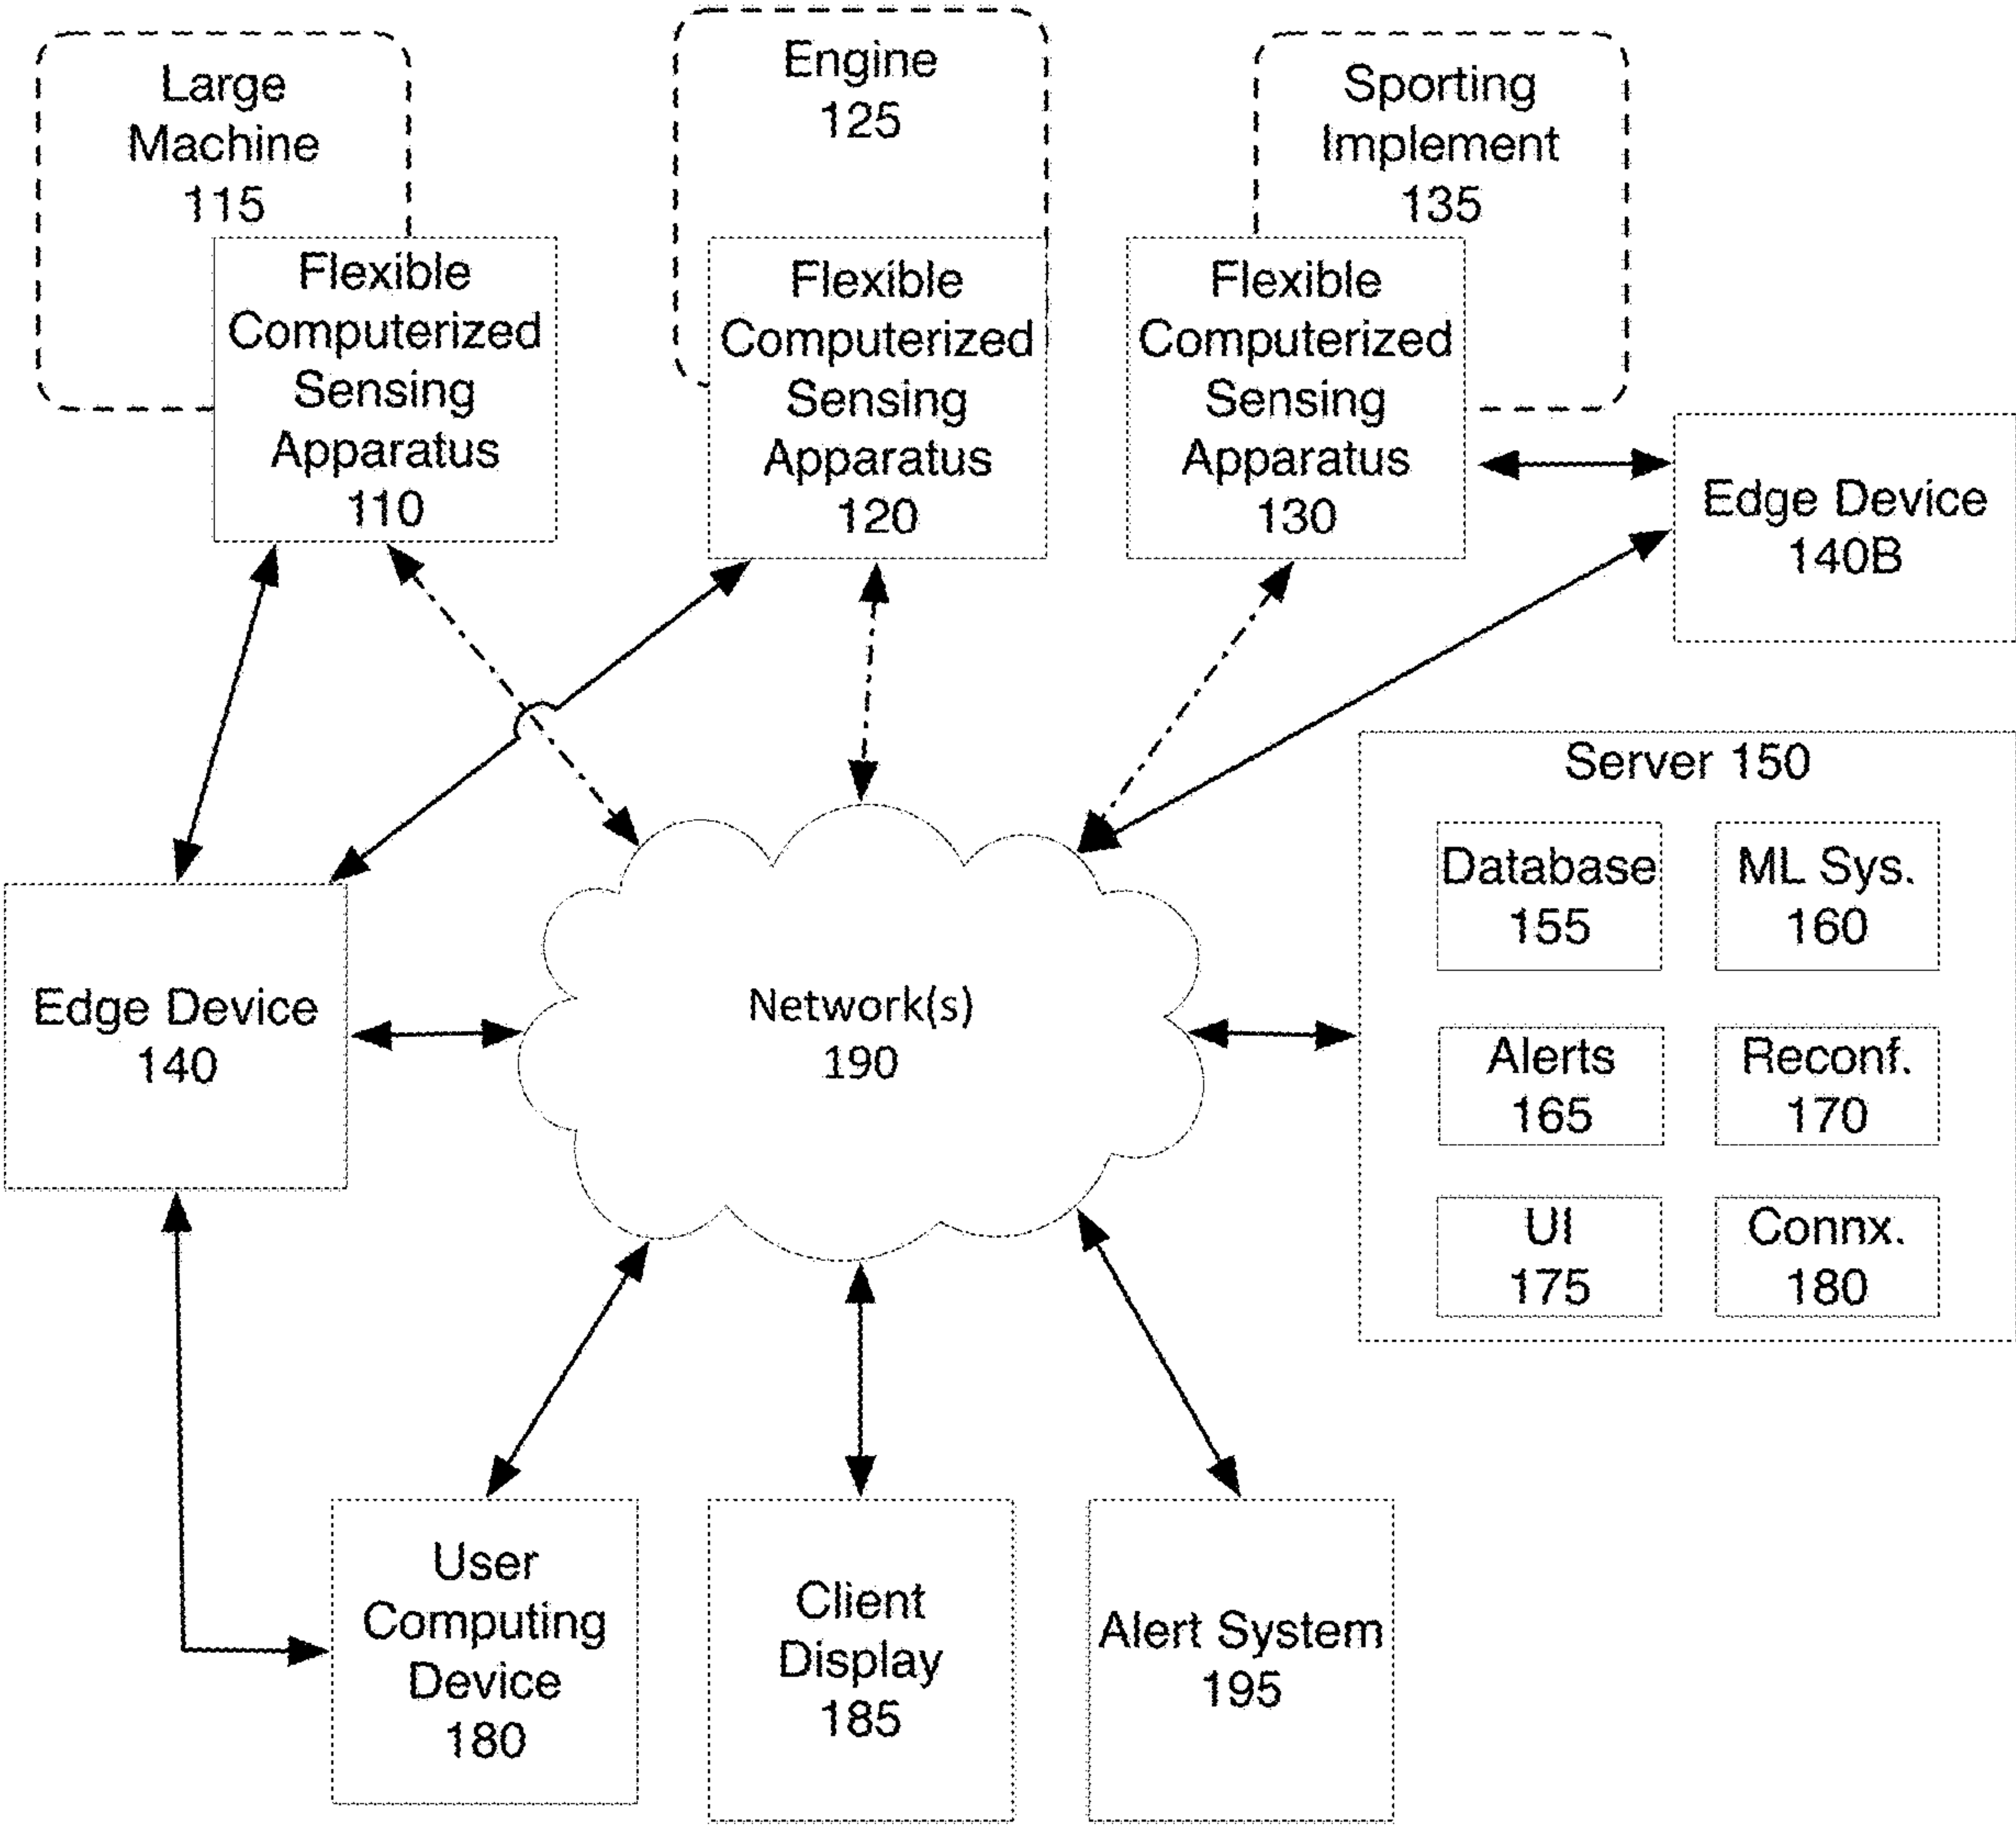 Large
Machine
115
Engine
125
Sporting
Implement
135
Flexible
Computerized
Sensing
Apparatus
110
Flexible
Computerized
Sensing
Apparatus
120
Flexible
Computerized
Sensing
Apparatus
130
Edge Device
140B
Server 150
Database
155
ML Sys.
160
Alerts
165
Reconf.
170
UI
175
Connx.
180
Edge Device
140
Network(s)
190
User
Computing
Device
180
Client
Display
185
Alert System
195